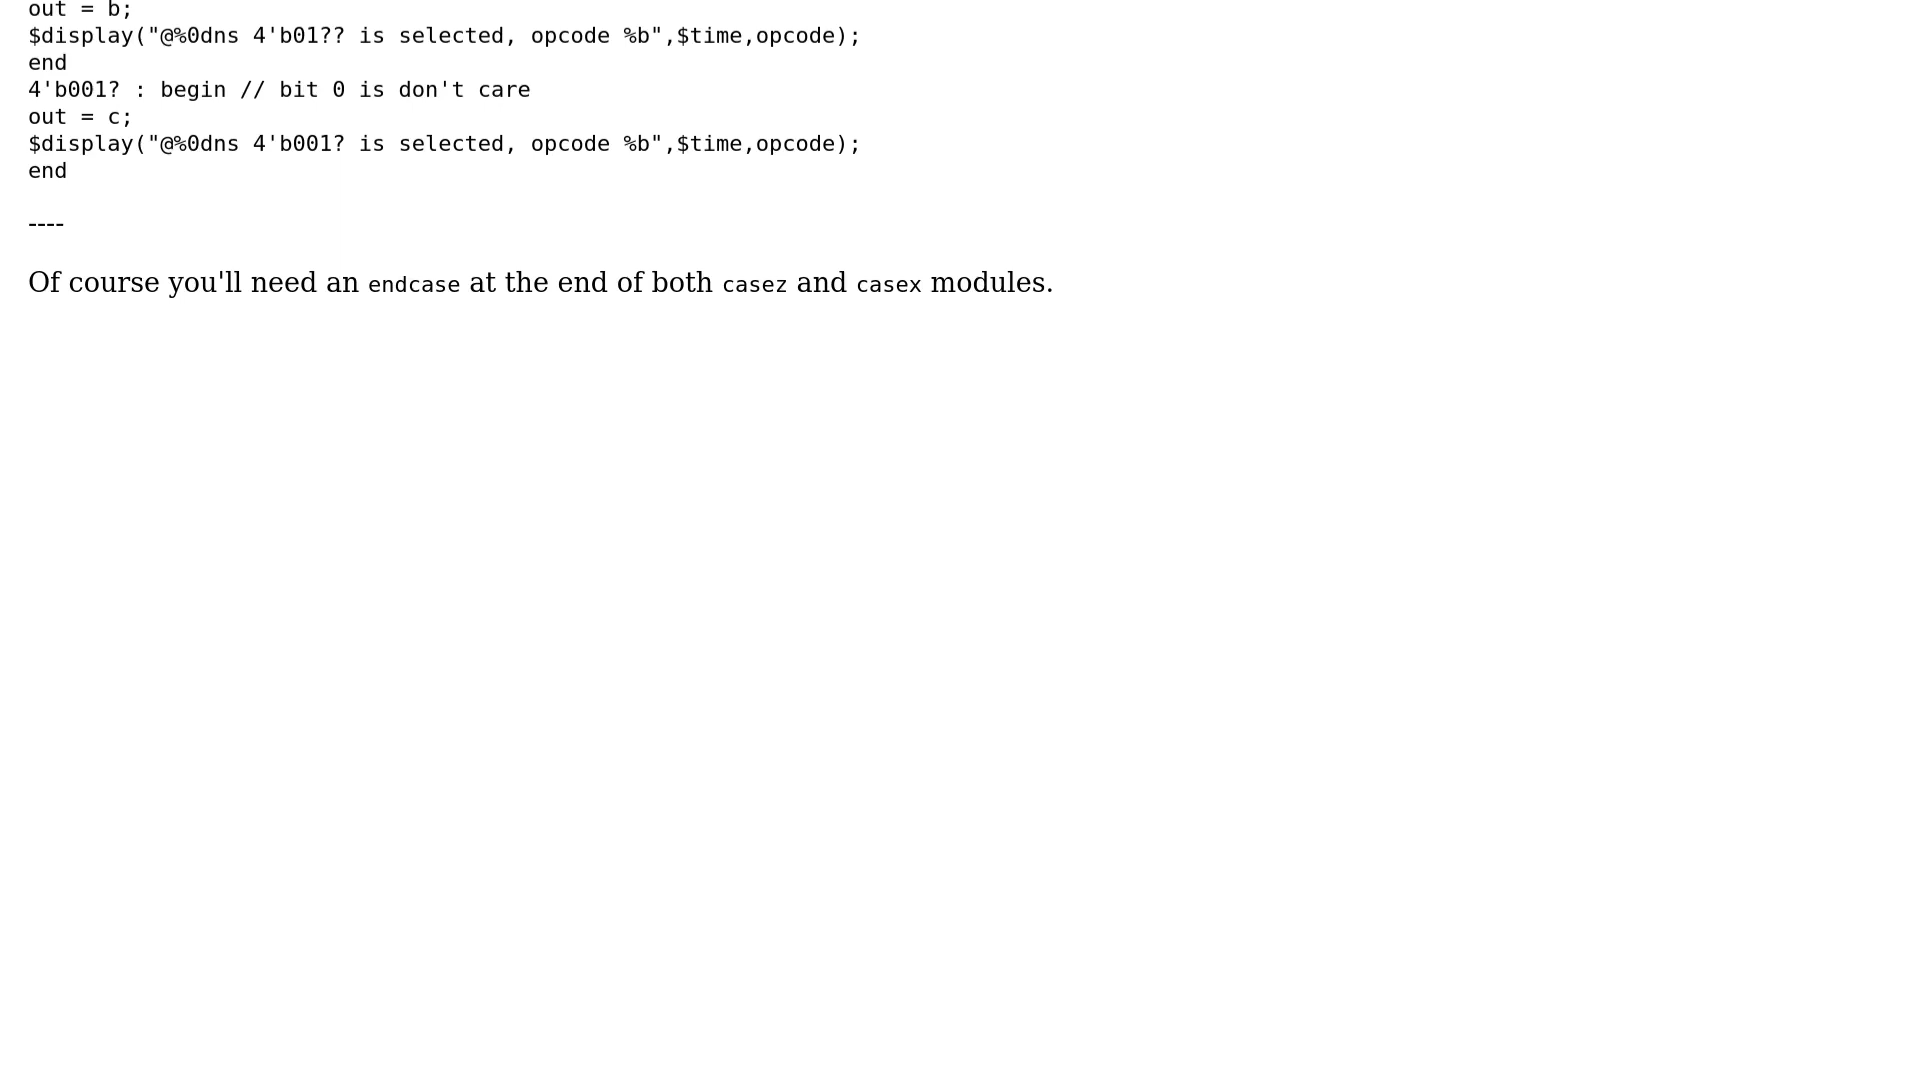 out = b;
$display("@%0dns 4'b01?? is selected, opcode %b",$time,opcode);
end
4'b001? : begin // bit 0 is don't care
out = c;
$display("@%0dns 4'b001? is selected, opcode %b",$time,opcode);
end
----
Of course you'll need an endcase at the end of both casez and casex modules.